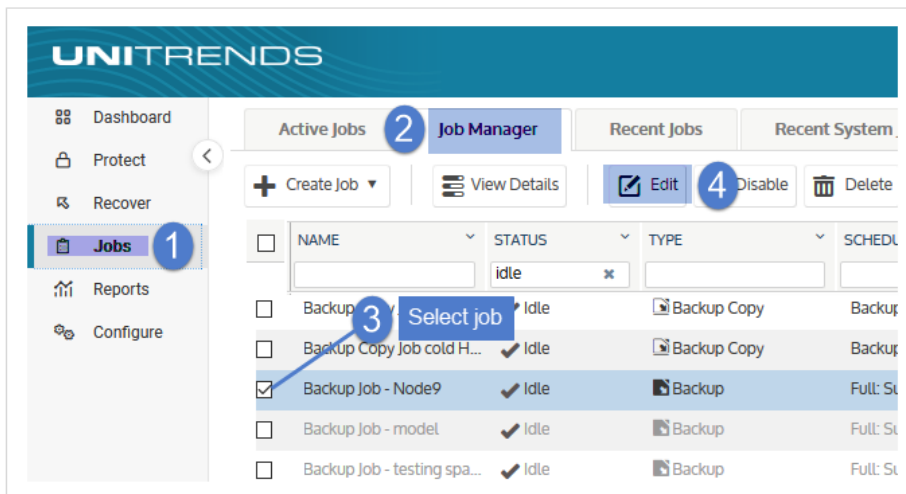 UNITRENDS
Dashboard
Protect
Recover
Jobs 1
Reports
Configure
Active Jobs 2 Job Manager Recent Jobs Recent System
Create Job View Details Edit 4 Disable Delete
NAME STATUS TYPE SCHEDU
idle
Backup 3 Select job Idle Backup Copy Backup
Backup Copy Job cold H... Idle Backup Copy Backup
Backup Job - Node9 Idle Backup Full: Su
Backup Job - model Idle Backup Full: Su
Backup Job - testing spa... Idle Backup Full: Su